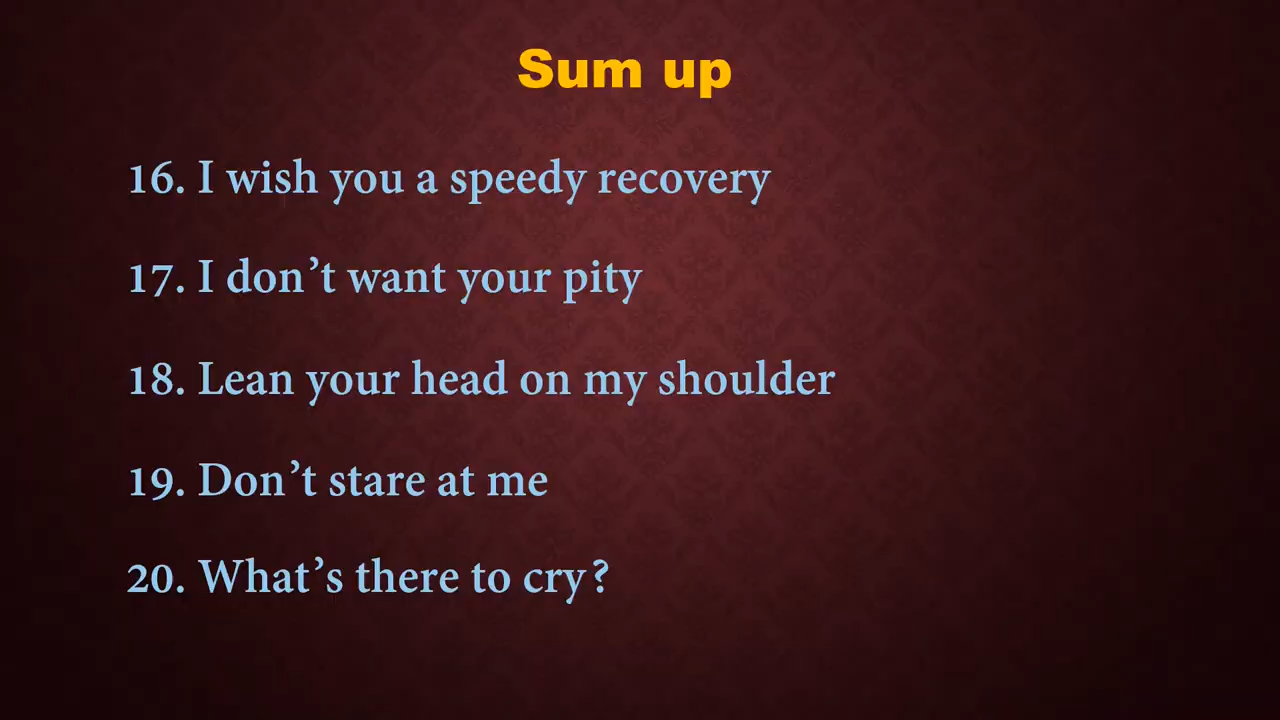 Sum up
16. I wish you a speedy recovery
17. I don’t want your pity
18. Lean your head on my shoulder
19. Don’t stare at me
20. What’s there to cry?